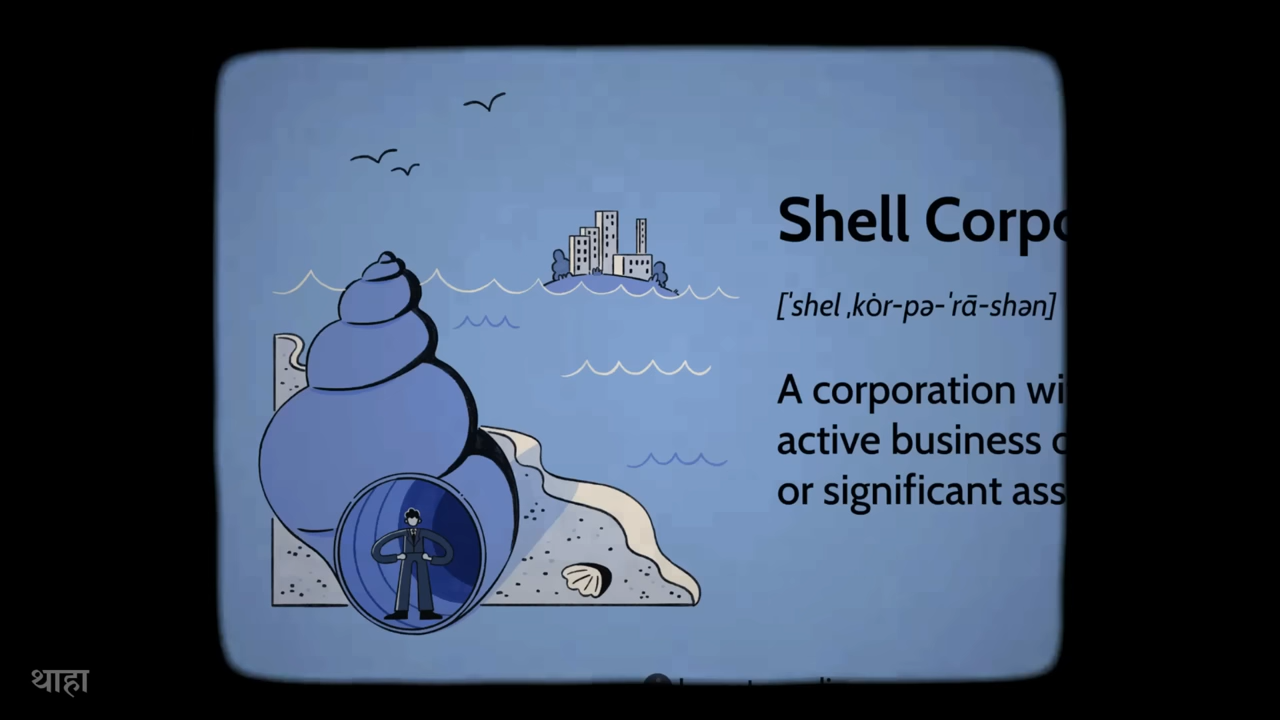 Shell Corpo
[ˈshel ˌkȯr-pə-ˈrā-shən]
A corporation wi
active business o
or significant ass
थाहा